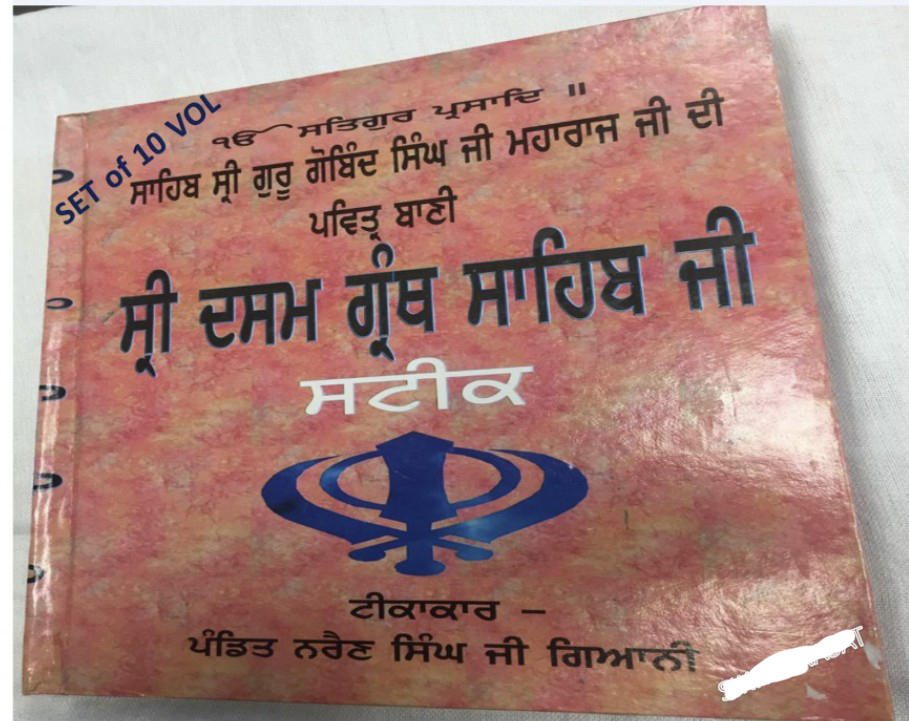 SET of 10 VOL
ੴ ਸਤਿਗੁਰ ਪ੍ਰਸਾਦਿ ॥
ਸਾਹਿਬ ਸ੍ਰੀ ਗੁਰੂ ਗੋਬਿੰਦ ਸਿੰਘ ਜੀ ਮਹਾਰਾਜ ਜੀ ਦੀ
ਪਵਿਤ੍ਰ ਬਾਣੀ
ਸ੍ਰੀ ਦਸਮ ਗ੍ਰੰਥ ਸਾਹਿਬ ਜੀ
ਸਟੀਕ
ਟੀਕਾਕਾਰ –
ਪੰਡਿਤ ਨਰੈਣ ਸਿੰਘ ਜੀ ਗਿਆਨੀ